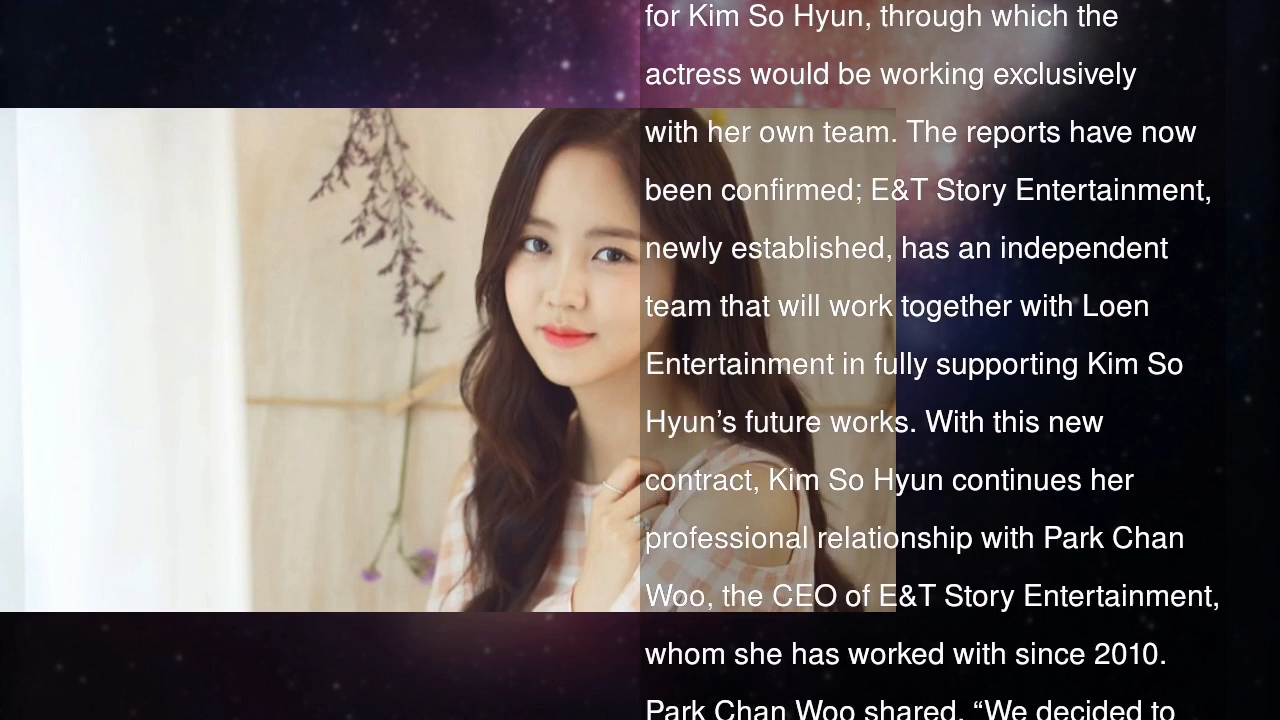 for Kim So Hyun, through which the
actress would be working exclusively
with her own team. The reports have now
been confirmed; E&T Story Entertainment,
newly established, has an independent
team that will work together with Loen
Entertainment in fully supporting Kim So
Hyun’s future works. With this new
contract, Kim So Hyun continues her
professional relationship with Park Chan
Woo, the CEO of E&T Story Entertainment,
whom she has worked with since 2010.
Park Chan Woo shared, “We decided to